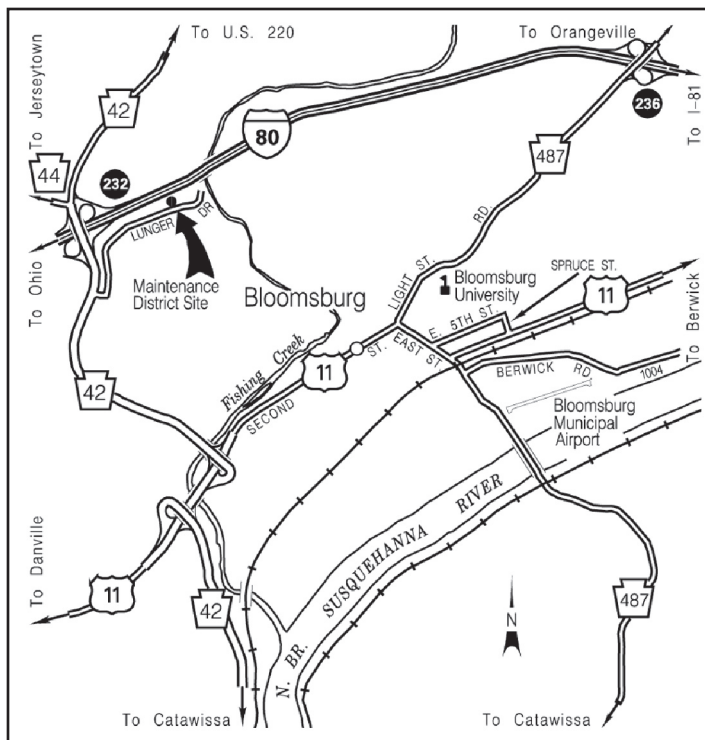 To U.S. 220
To Orangeville
To Jerseytown
42
236
To I-81
80
44
232
487
LUNGER DR
RD.
To Ohio
Maintenance
District Site
Bloomsburg
LIGHT ST.
1
Bloomsburg
University
SPRUCE ST.
11
E. 5TH ST.
To Berwick
Fishing Creek
11
SECOND ST.
EAST ST
BERWICK RD
1004
42
Bloomsburg
Municipal
Airport
To Danville
11
42
N. BR. SUSQUEHANNA RIVER
N
487
To Catawissa
To Catawissa